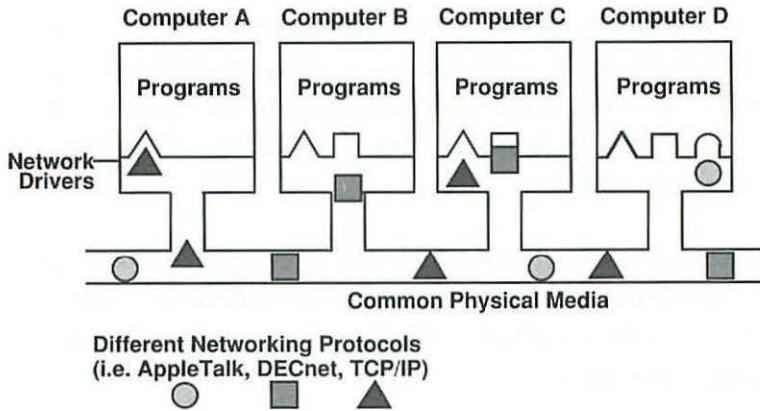 Computer A Computer B Computer C Computer D
Programs Programs Programs Programs
Network
Drivers
Common Physical Media
Different Networking Protocols
(i.e. AppleTalk, DECnet, TCP/IP)